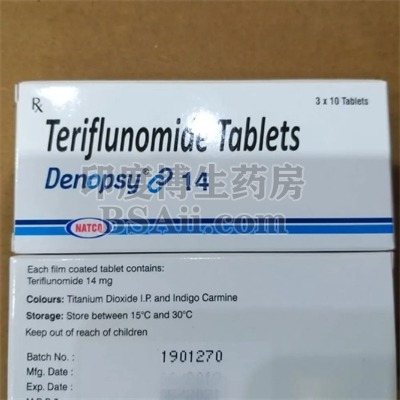 ℞
3 x 10 Tablets
Teriflunomide Tablets
Denopsy® 14
印度博生药房
BSAii.com
NATCO
Each film coated tablet contains:
Teriflunomide 14 mg
Colours: Titanium Dioxide I.P. and Indigo Carmine
Storage: Store between 15°C and 30°C
Keep out of reach of children
Batch No. : 1901270
Mfg. Date :
Exp. Date :